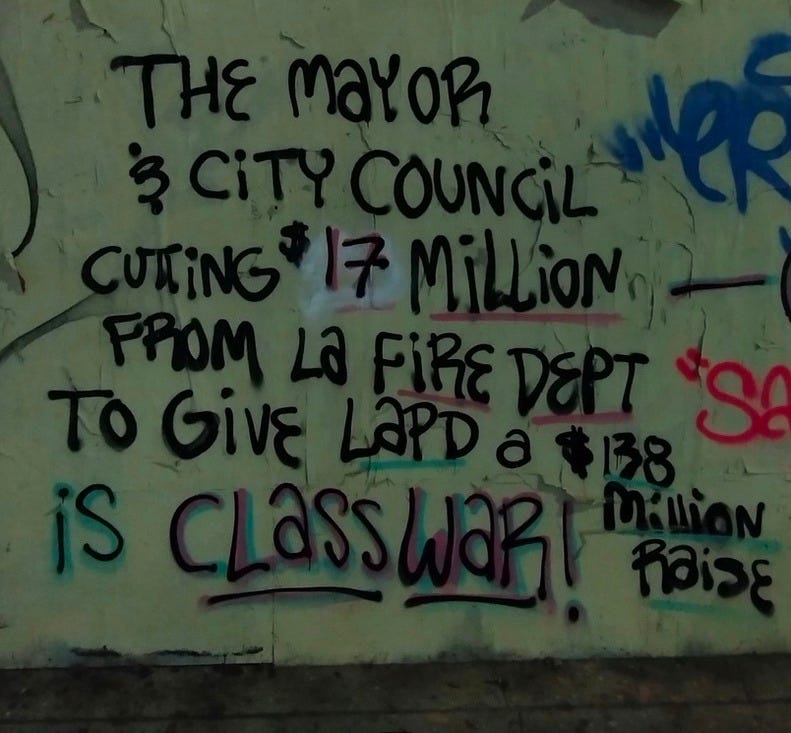 THE MAYOR
& CITY COUNCIL
CUTTING $17 MILLION
FROM LA FIRE DEPT
TO GIVE LAPD a $138
MILLION
RAISE
IS CLASS WAR!